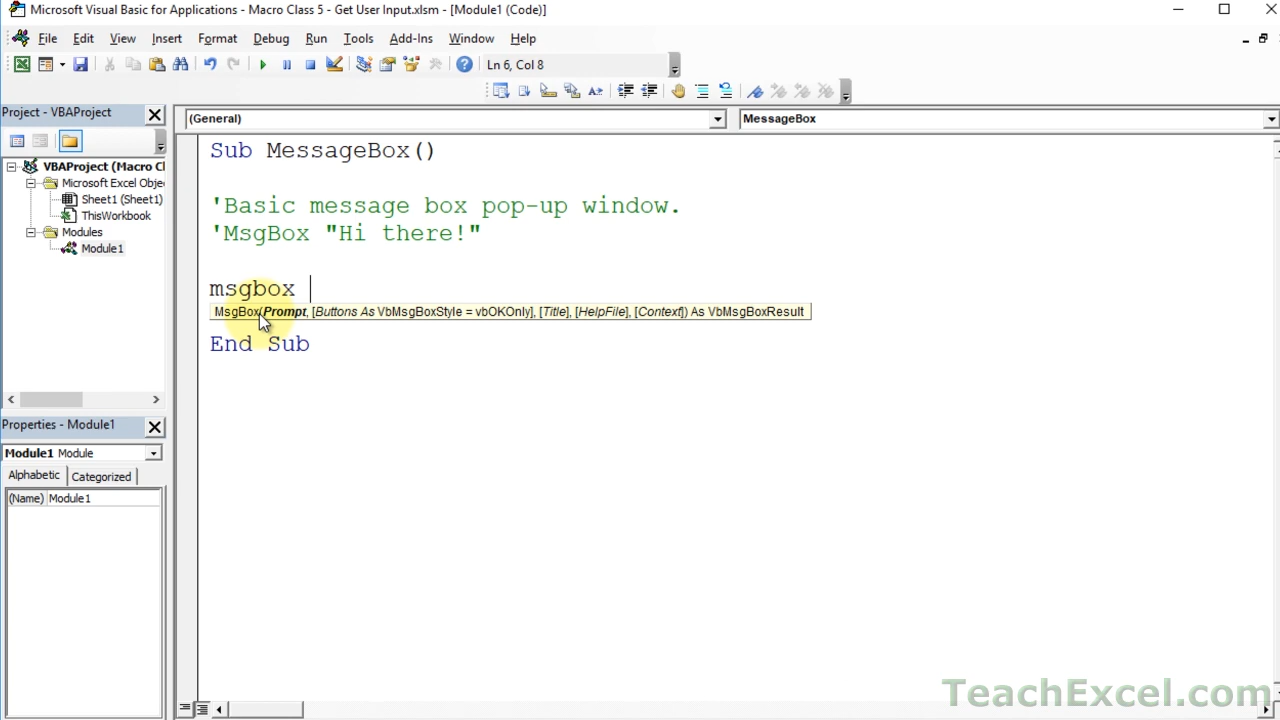 Microsoft Visual Basic for Applications - Macro Class 5 - Get User Input.xlsm - [Module1 (Code)]
File Edit View Insert Format Debug Run Tools Add-Ins Window Help
Ln 6, Col 8
Project - VBAProject
(General)
MessageBox
VBAProject (Macro Cl
Microsoft Excel Obje
Sheet1 (Sheet1)
ThisWorkbook
Modules
Module1
Sub MessageBox()
'Basic message box pop-up window.
'MsgBox "Hi there!"
msgbox
MsgBox(Prompt, [Buttons As VbMsgBoxStyle = vbOKOnly], [Title], [HelpFile], [Context]) As VbMsgBoxResult
End Sub
Properties - Module1
Module1 Module
Alphabetic Categorized
(Name) Module1
TeachExcel.com